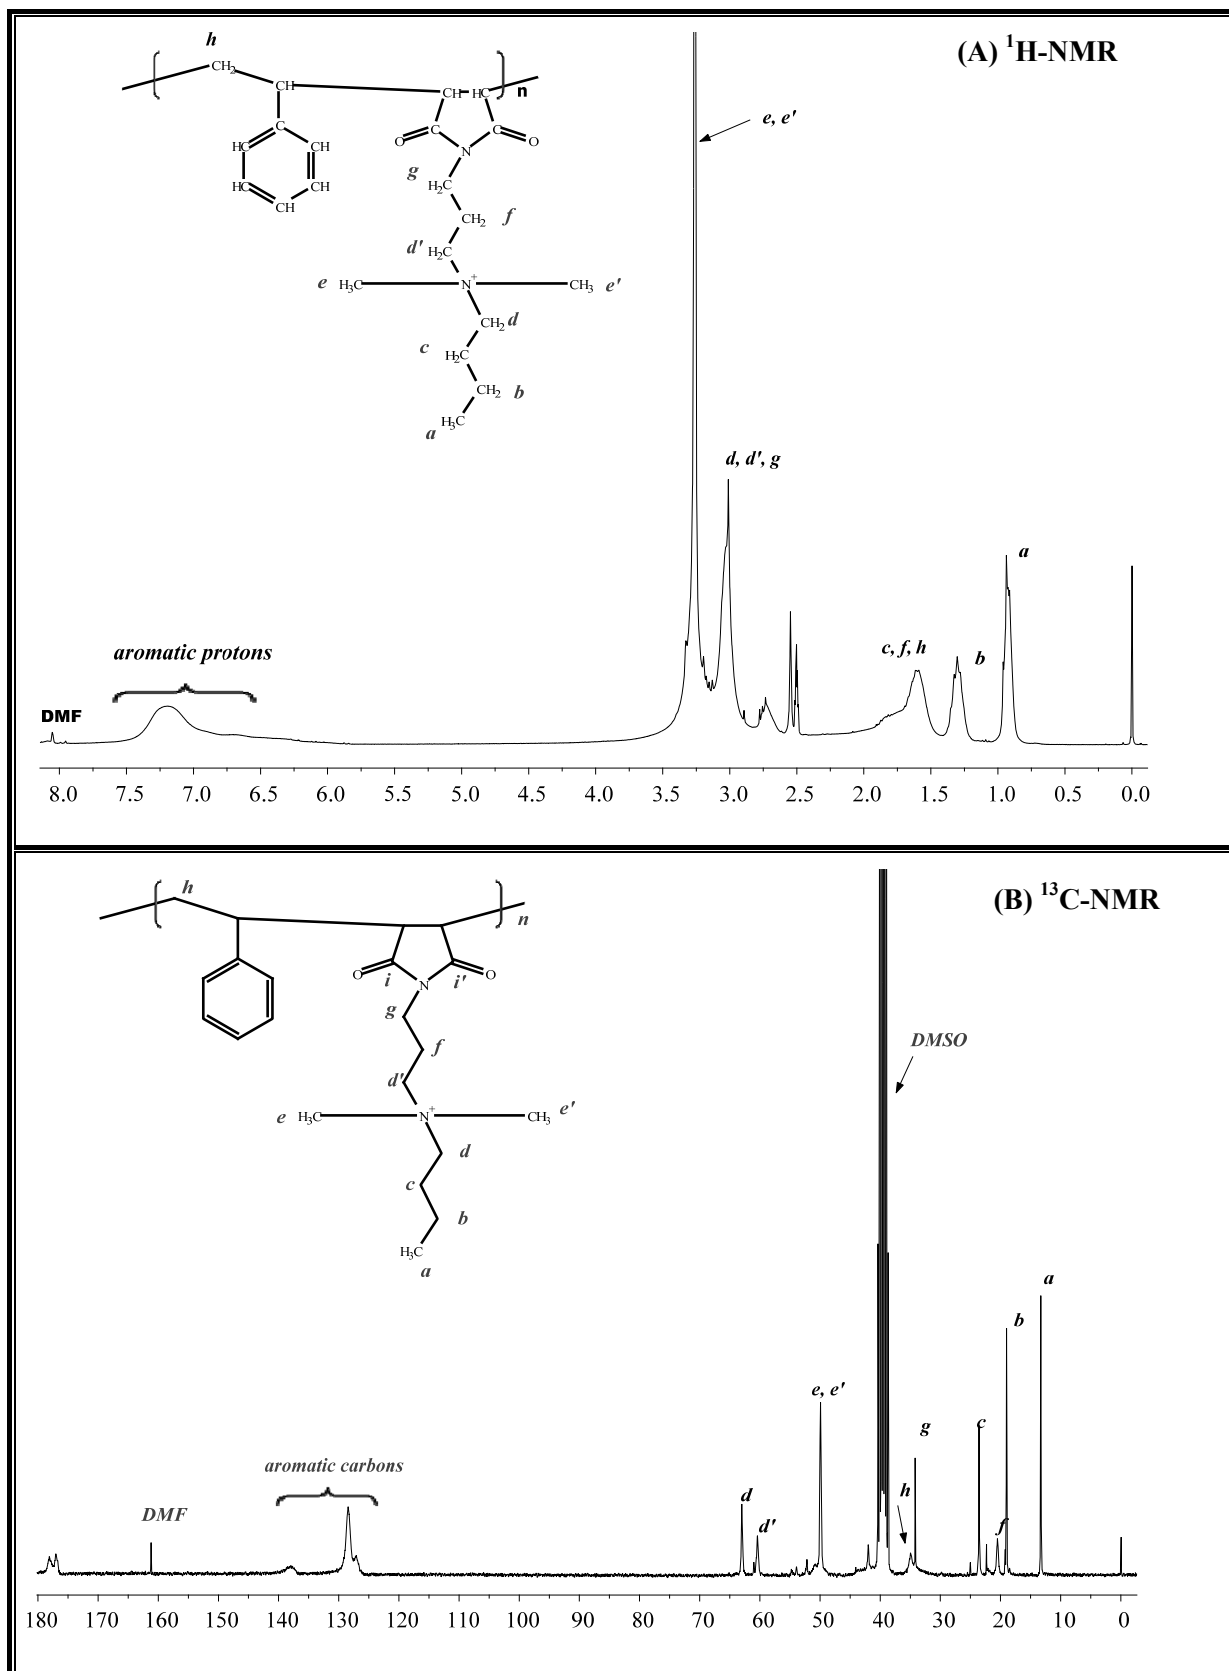 (A) ¹H-NMR
h
CH₂
CH
CH HC
n
C
C C
O O
N
HC CH
HC CH
CH
g
H₂C
CH₂ f
d' H₂C
e H₃C N⁺ CH₃ e'
CH₂ d
c H₂C
CH₂ b
H₃C
a
e, e'
d, d', g
a
c, f, h
b
aromatic protons
DMF
8.0 7.5 7.0 6.5 6.0 5.5 5.0 4.5 4.0 3.5 3.0 2.5 2.0 1.5 1.0 0.5 0.0
(B) ¹³C-NMR
h
n
O O
i i'
N
g
f
d'
e H₃C N⁺ CH₃ e'
d
c
b
H₃C
a
DMSO
a
b
e, e'
c
g
aromatic carbons
h
d
DMF
d'
f
180 170 160 150 140 130 120 110 100 90 80 70 60 50 40 30 20 10 0